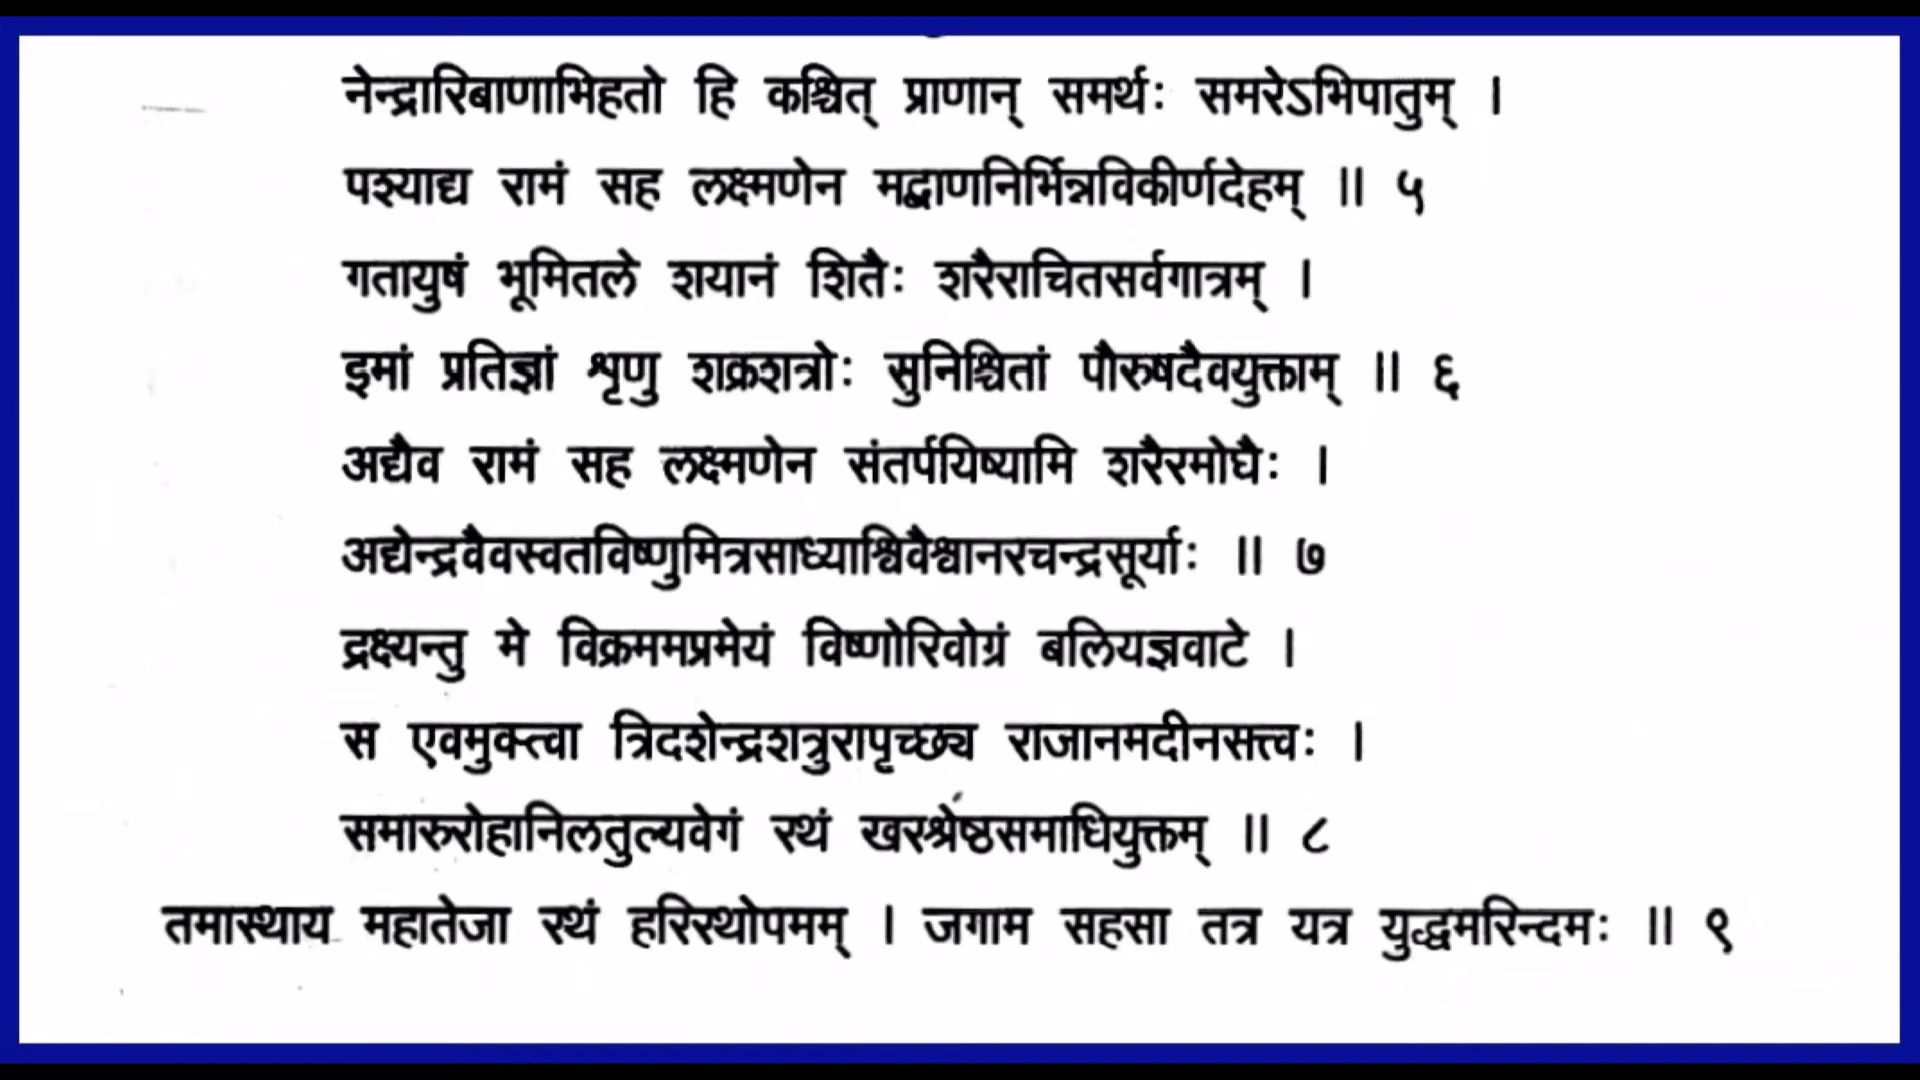 नेन्द्रारिबाणाभिहतो हि कश्चित् प्राणान् समर्थः समरेऽभिपातुम् ।
पश्याद्य रामं सह लक्ष्मणेन मद्बाणनिर्भिन्नविकीर्णदेहम् ॥ ५
गतायुषं भूमितले शयानं शितैः शरैराचितसर्वगात्रम् ।
इमां प्रतिज्ञां शृणु शक्रशत्रोः सुनिश्चितां पौरुषदैवयुक्ताम् ॥ ६
अद्यैव रामं सह लक्ष्मणेन संतर्पयिष्यामि शरैरमोघैः ।
अद्येन्द्रवैवस्वतविष्णुमित्रसाध्याश्विवैश्वानरचन्द्रसूर्याः ॥ ७
द्रक्ष्यन्तु मे विक्रममप्रमेयं विष्णोरिवोग्रं बलियज्ञवाटे ।
स एवमुक्त्वा त्रिदशेन्द्रशत्रुरापृच्छ्य राजानमदीनसत्त्वः ।
समारुरोहानिलतुल्यवेगं रथं खरश्रेष्ठसमाधियुक्तम् ॥ ८
तमास्थाय महातेजा रथं हरिरथोपमम् । जगाम सहसा तत्र यत्र युद्धमरिन्दमः ॥ ९